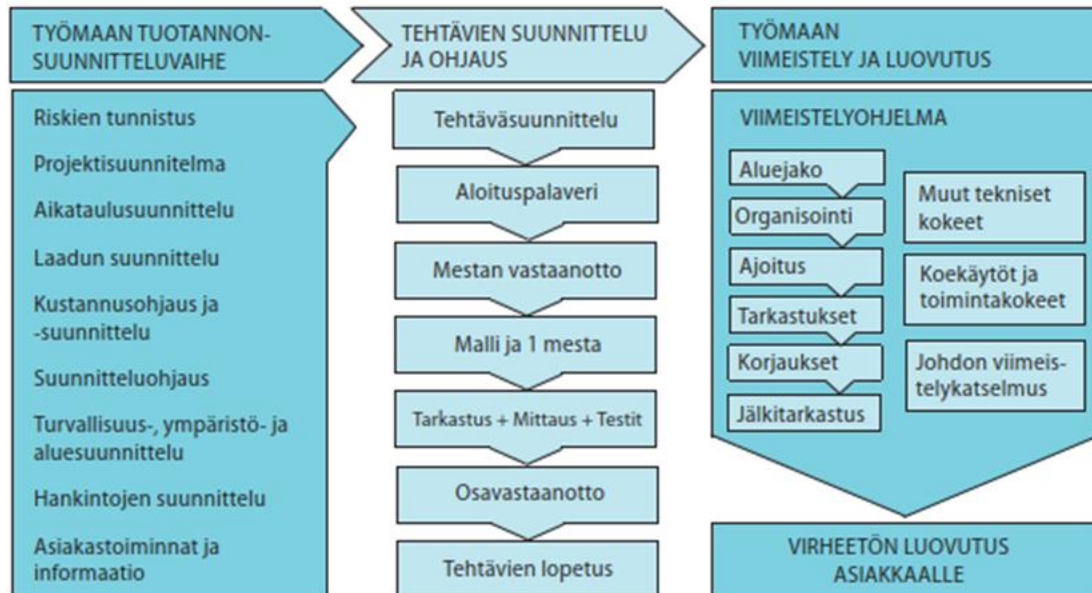 TYÖMAAN TUOTANNON-
SUUNNITTELUVAIHE
Riskien tunnistus
Projektisuunnitelma
Aikataulusuunnittelu
Laadun suunnittelu
Kustannusohjaus ja
-suunnittelu
Suunnitteluohjaus
Turvallisuus-, ympäristö- ja
aluesuunnittelu
Hankintojen suunnittelu
Asiakastoiminnat ja
informaatio
TEHTÄVIEN SUUNNITTELU
JA OHJAUS
Tehtäväsuunnittelu
Aloituspalaveri
Mestan vastaanotto
Malli ja 1 mesta
Tarkastus + Mittaus + Testit
Osavastaanotto
Tehtävien lopetus
TYÖMAAN
VIIMEISTELY JA LUOVUTUS
VIIMEISTELYOHJELMA
Aluejako
Organisointi
Ajoitus
Tarkastukset
Korjaukset
Jälkitarkastus
Muut tekniset
kokeet
Koekäytöt ja
toimintakokeet
Johdon viimeis-
telykatselmus
VIRHEETÖN LUOVUTUS
ASIAKKAALLE